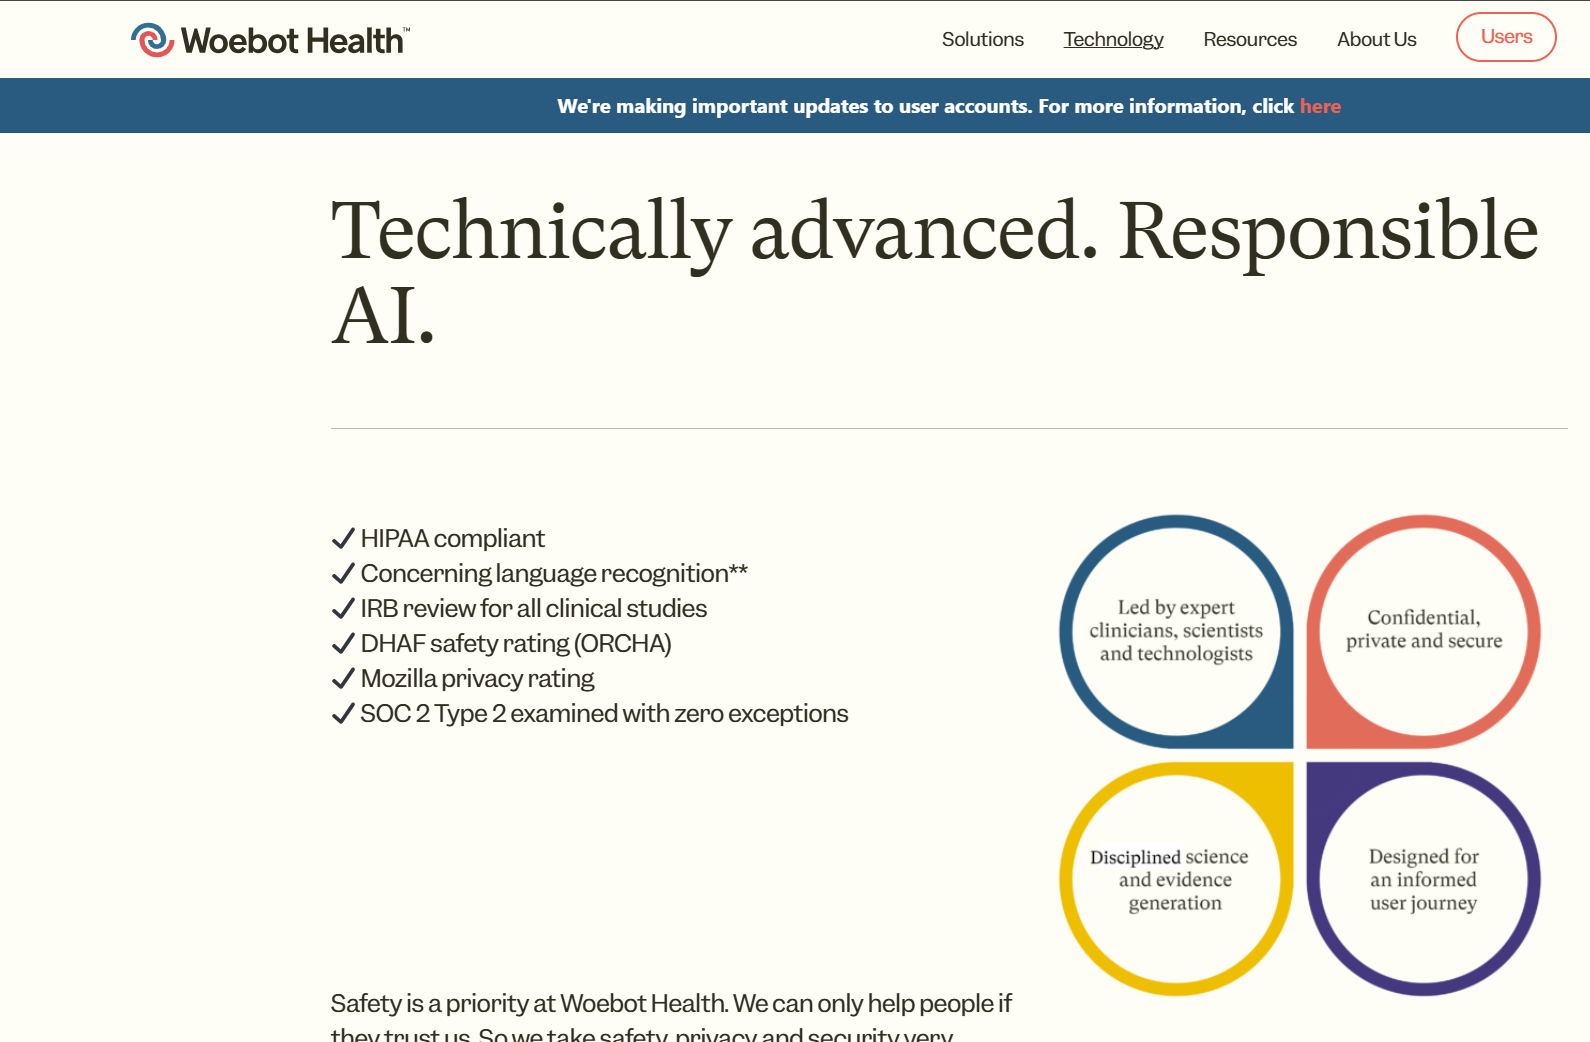 Woebot Health™
Solutions
Technology
Resources
About Us
Users
We're making important updates to user accounts. For more information, click here
Technically advanced. Responsible
AI.
HIPAA compliant
Concerning language recognition**
IRB review for all clinical studies
DHAF safety rating (ORCHA)
Mozilla privacy rating
SOC 2 Type 2 examined with zero exceptions
Led by expert
clinicians, scientists
and technologists
Confidential,
private and secure
Disciplined science
and evidence
generation
Designed for
an informed
user journey
Safety is a priority at Woebot Health. We can only help people if
they trust us. So we take safety, privacy and security very